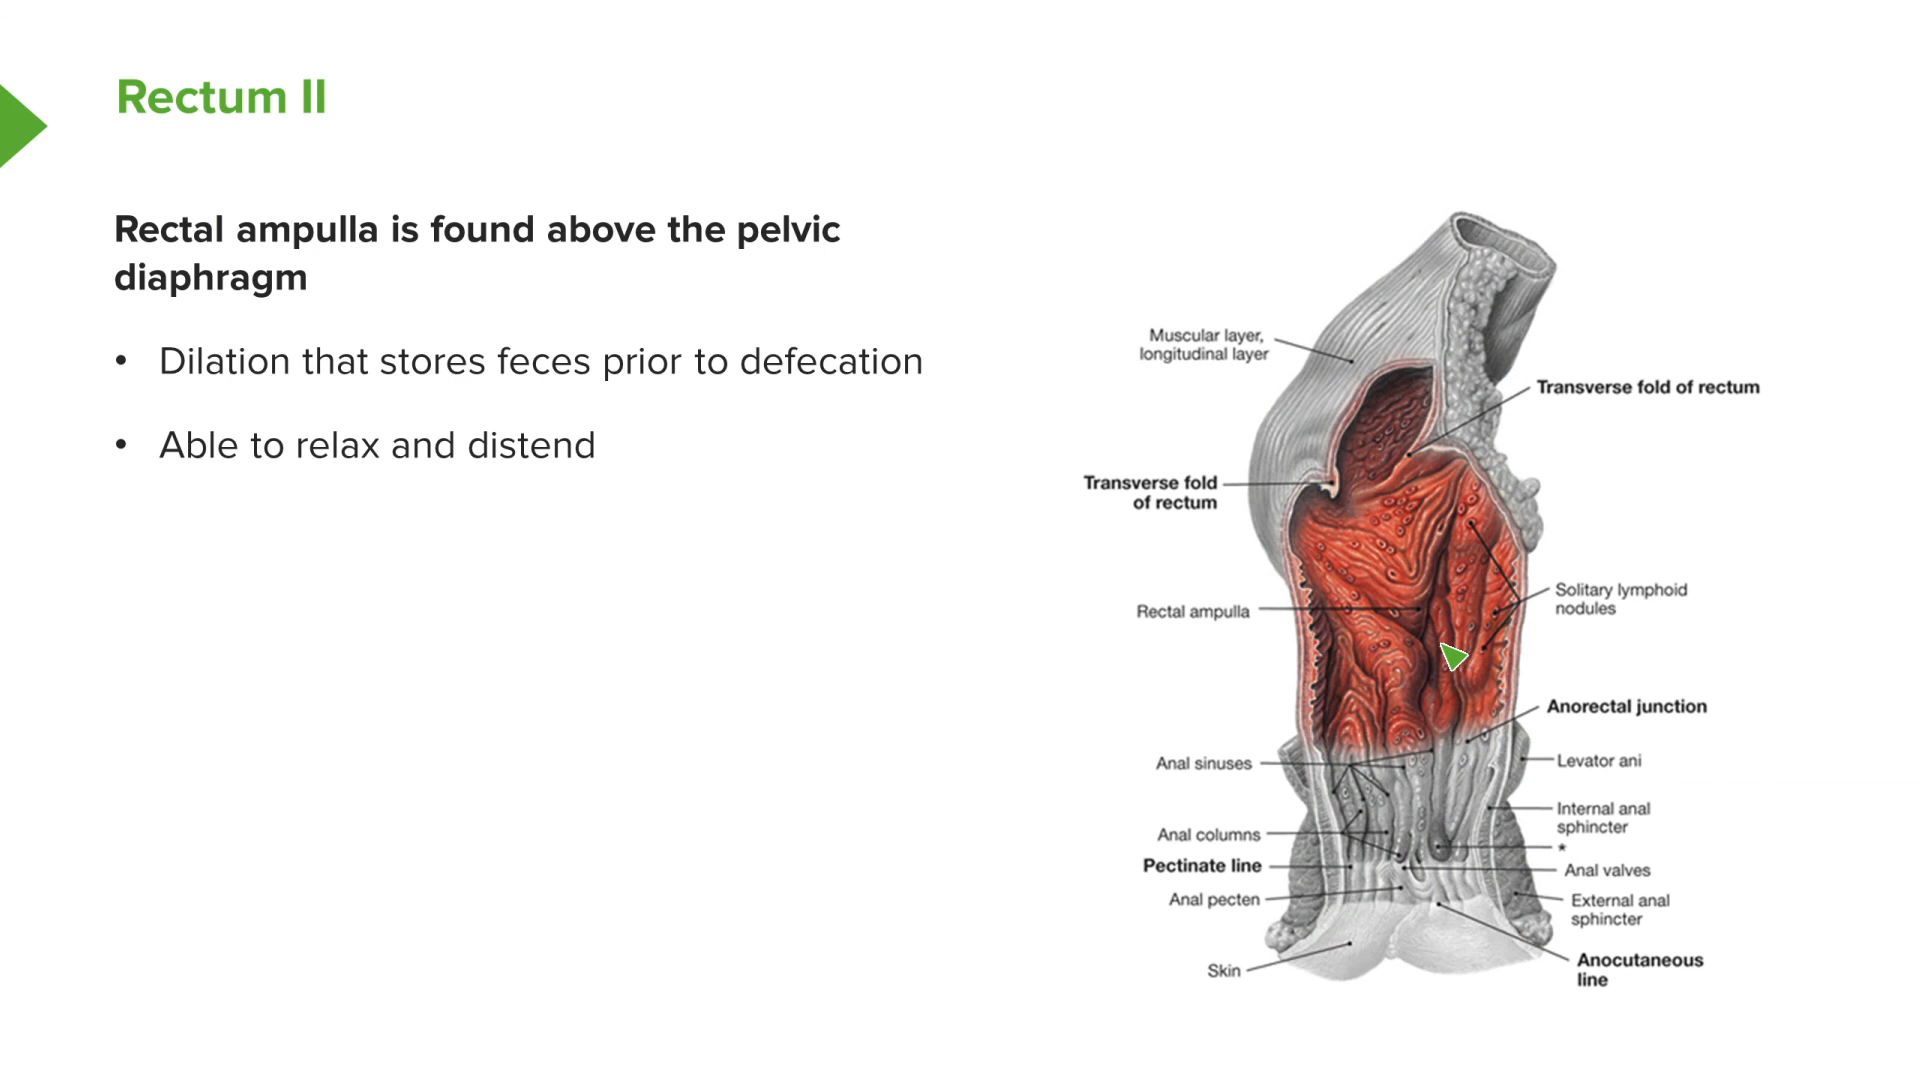 Rectum II
Rectal ampulla is found above the pelvic
diaphragm
• Dilation that stores feces prior to defecation
• Able to relax and distend
Muscular layer,
longitudinal layer
Transverse fold of rectum
Transverse fold
of rectum
Solitary lymphoid
nodules
Rectal ampulla
Anorectal junction
Anal sinuses
Levator ani
Internal anal
sphincter
Anal columns
*
Pectinate line
Anal valves
Anal pecten
External anal
sphincter
Skin
Anocutaneous
line